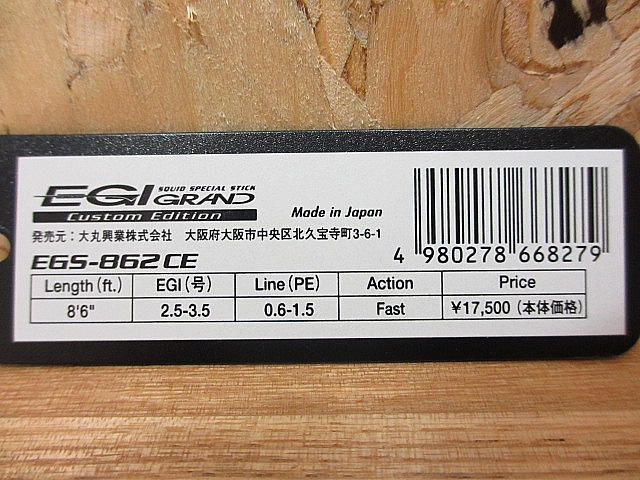 SQUID SPECIAL STICK
EGI GRAND
Custom Edition
Made in Japan
発売元：大丸興業株式会社 大阪府大阪市中央区北久宝寺町3-6-1
4 980278 668279
EGS-862CE
Length(ft.) EGI(号) Line(PE) Action Price
8'6" 2.5-3.5 0.6-1.5 Fast ¥17,500（本体価格）